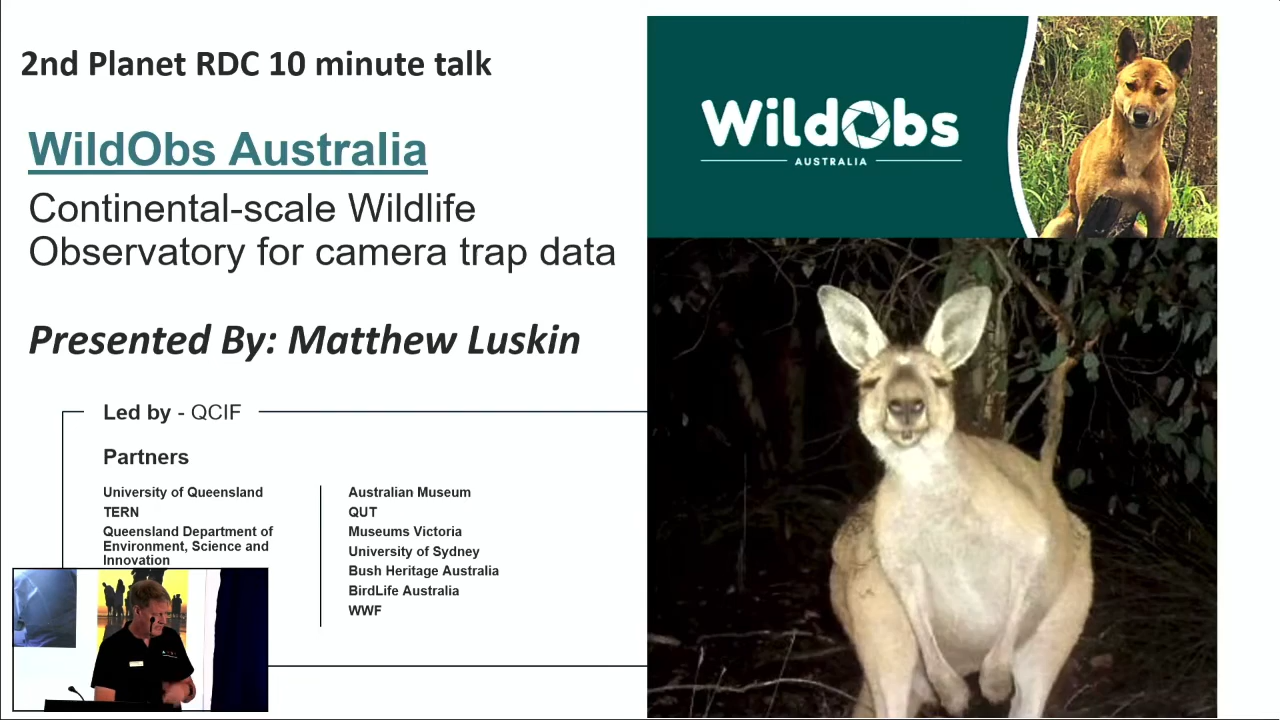 2nd Planet RDC 10 minute talk
WildObs Australia
Continental-scale Wildlife
Observatory for camera trap data
Presented By: Matthew Luskin
Led by - QCIF
Partners
University of Queensland
TERN
Queensland Department of
Environment, Science and
Innovation
Australian Museum
QUT
Museums Victoria
University of Sydney
Bush Heritage Australia
BirdLife Australia
WWF
WildObs
AUSTRALIA